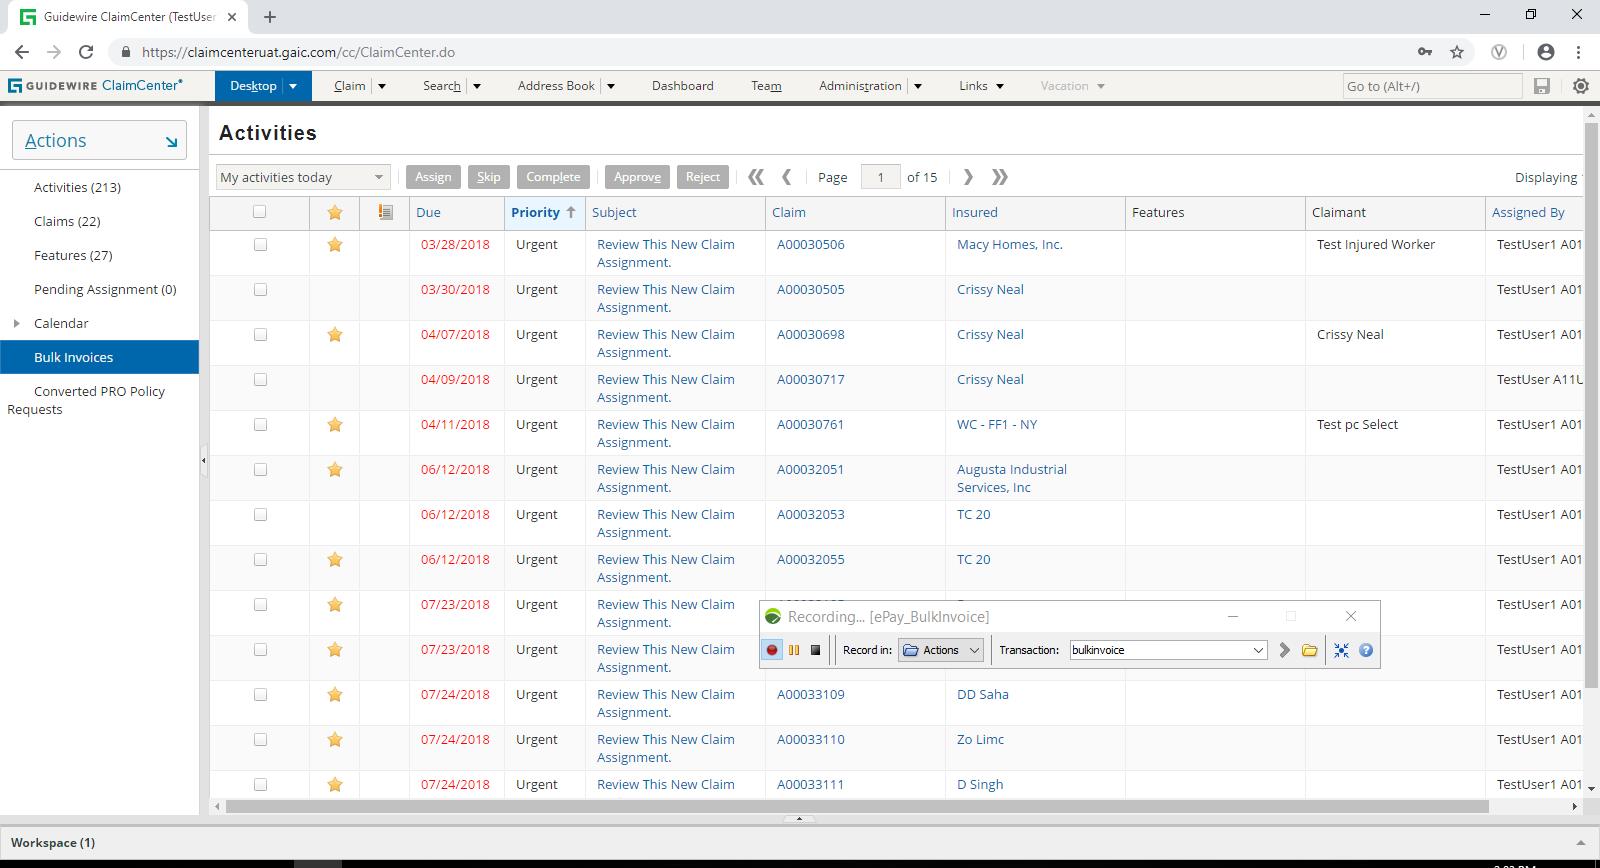 Guidewire ClaimCenter (TestUser
https://claimcenteruat.gaic.com/cc/ClaimCenter.do
GUIDEWIRE ClaimCenter®
Desktop Claim Search Address Book Dashboard Team Administration Links Vacation Go to (Alt+/)
Actions
Activities (213)
Claims (22)
Features (27)
Pending Assignment (0)
Calendar
Bulk Invoices
Converted PRO Policy
Requests
Activities
My activities today Assign Skip Complete Approve Reject Page 1 of 15 Displaying
Due Priority Subject Claim Insured Features Claimant Assigned By
03/28/2018 Urgent Review This New Claim A00030506 Macy Homes, Inc. Test Injured Worker TestUser1 A01
Assignment.
03/30/2018 Urgent Review This New Claim A00030505 Crissy Neal TestUser1 A01
Assignment.
04/07/2018 Urgent Review This New Claim A00030698 Crissy Neal Crissy Neal TestUser1 A01
Assignment.
04/09/2018 Urgent Review This New Claim A00030717 Crissy Neal TestUser A11U
Assignment.
04/11/2018 Urgent Review This New Claim A00030761 WC - FF1 - NY Test pc Select TestUser1 A01
Assignment.
06/12/2018 Urgent Review This New Claim A00032051 Augusta Industrial TestUser1 A01
Assignment. Services, Inc
06/12/2018 Urgent Review This New Claim A00032053 TC 20 TestUser1 A01
Assignment.
06/12/2018 Urgent Review This New Claim A00032055 TC 20 TestUser1 A01
Assignment.
07/23/2018 Urgent Review This New Claim TestUser1 A01
Assignment.
07/23/2018 Urgent Review This New Claim TestUser1 A01
Assignment.
07/24/2018 Urgent Review This New Claim A00033109 DD Saha TestUser1 A01
Assignment.
07/24/2018 Urgent Review This New Claim A00033110 Zo Limc TestUser1 A01
Assignment.
07/24/2018 Urgent Review This New Claim A00033111 D Singh TestUser1 A01
Recording... [ePay_BulkInvoice]
Record in: Actions Transaction: bulkinvoice
Workspace (1)